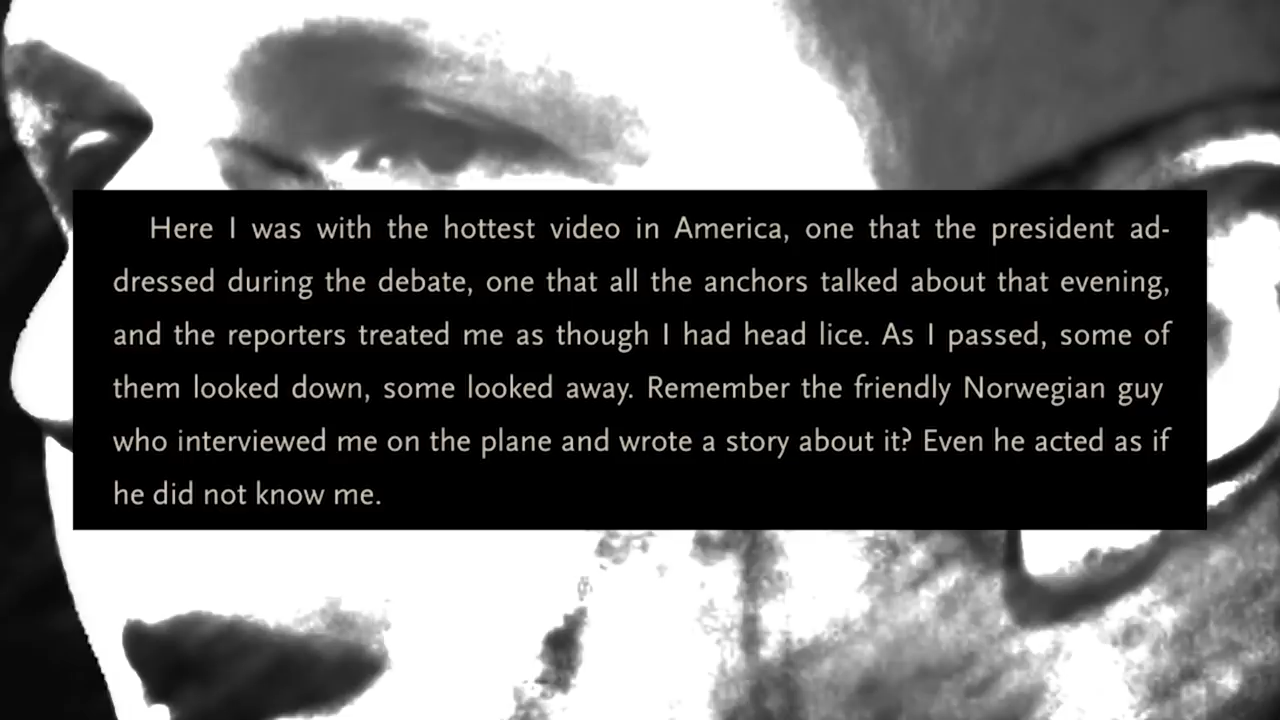 Here I was with the hottest video in America, one that the president ad-
dressed during the debate, one that all the anchors talked about that evening,
and the reporters treated me as though I had head lice. As I passed, some of
them looked down, some looked away. Remember the friendly Norwegian guy
who interviewed me on the plane and wrote a story about it? Even he acted as if
he did not know me.